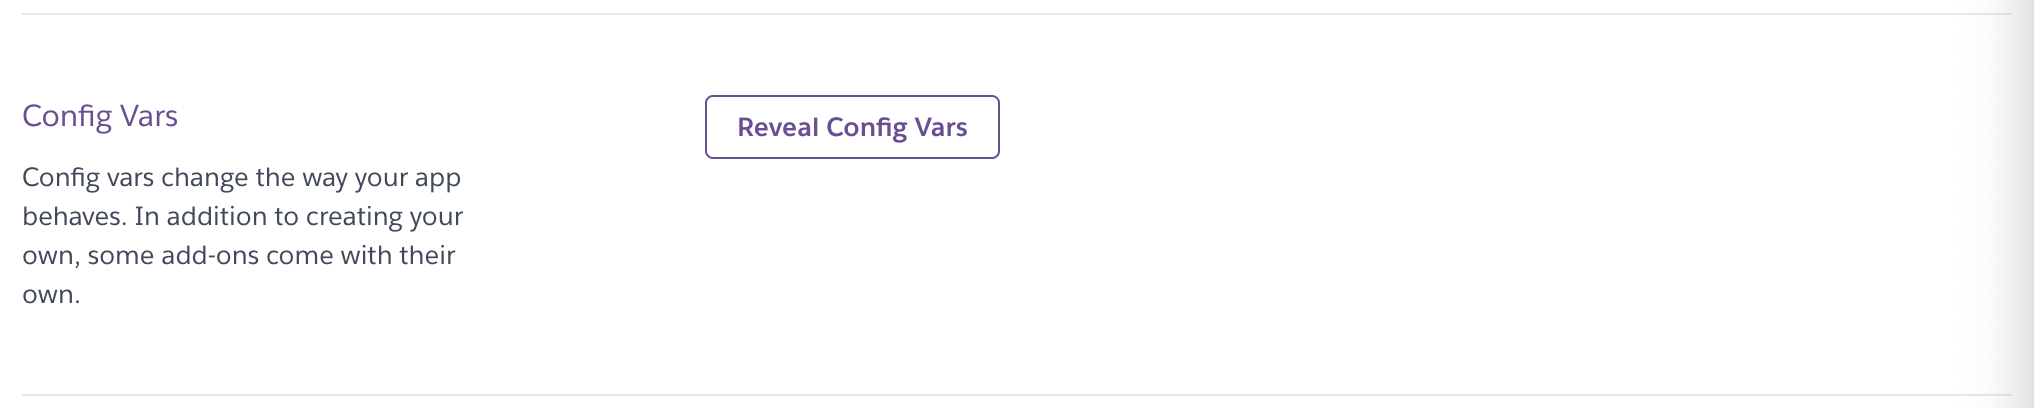 Config Vars
Reveal Config Vars
Config vars change the way your app
behaves. In addition to creating your
own, some add-ons come with their
own.